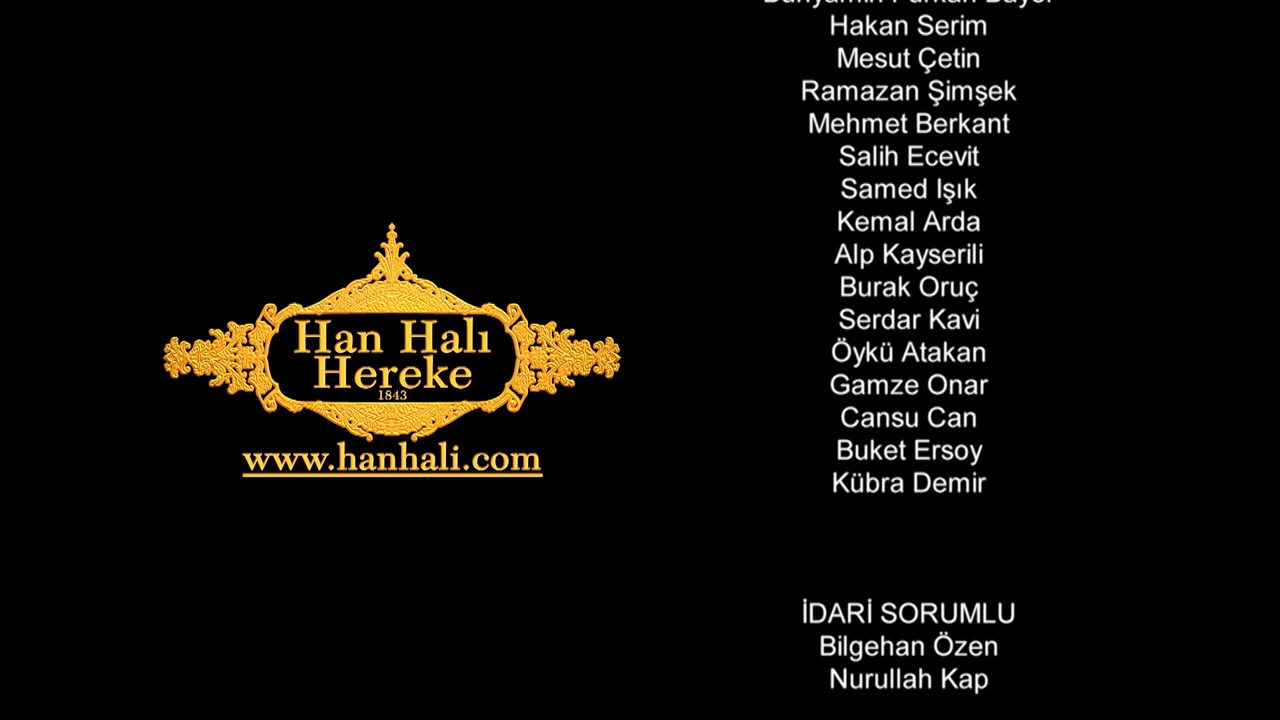 Hakan Serim
Mesut Çetin
Ramazan Şimşek
Mehmet Berkant
Salih Ecevit
Samed Işık
Kemal Arda
Alp Kayserili
Burak Oruç
Serdar Kavi
Öykü Atakan
Gamze Onar
Cansu Can
Buket Ersoy
Kübra Demir
İDARİ SORUMLU
Bilgehan Özen
Nurullah Kap
Han Halı
Hereke
1843
www.hanhali.com